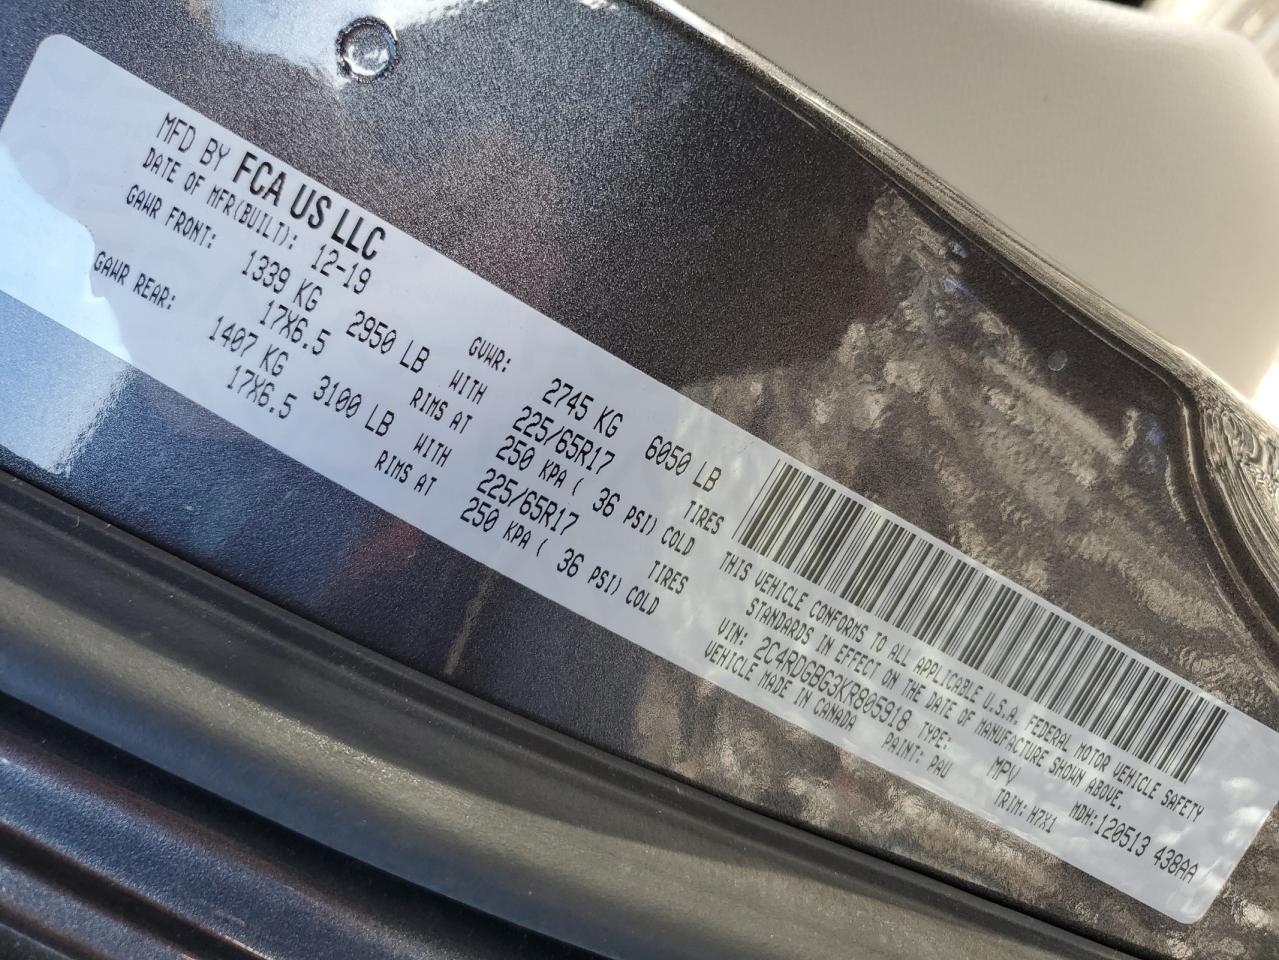 MFD BY FCA US LLC
DATE OF MFR(BUILT): 12-19 GVWR: 2745 KG 6050 LB
GAWR FRONT: 1339 KG 2950 LB WITH 225/65R17 TIRES
17X6.5 RIMS AT 250 KPA ( 36 PSI) COLD
GAWR REAR: 1407 KG 3100 LB WITH 225/65R17 TIRES
17X6.5 RIMS AT 250 KPA ( 36 PSI) COLD
THIS VEHICLE CONFORMS TO ALL APPLICABLE U.S.A. FEDERAL MOTOR VEHICLE SAFETY
STANDARDS IN EFFECT ON THE DATE OF MANUFACTURE SHOWN ABOVE.
VIN: 2C4RDGBG3KR805918 TYPE: MPV MDH:120513 438AA
VEHICLE MADE IN CANADA PAINT: PAU TRIM: H7X1